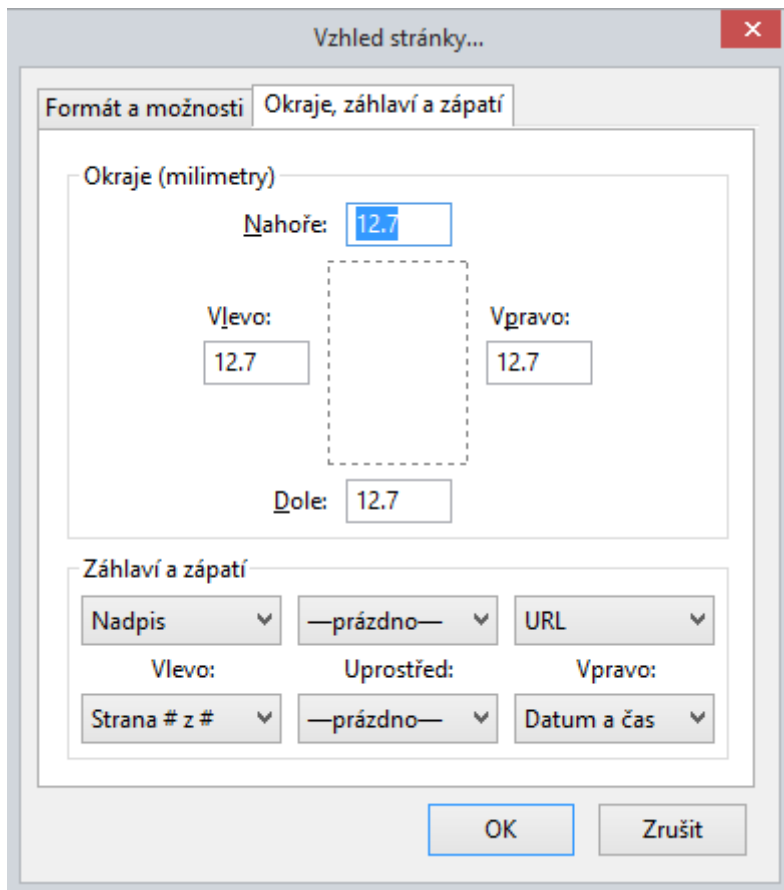 Vzhled stránky...
Formát a možnosti
Okraje, záhlaví a zápatí
Okraje (milimetry)
Nahoře: 12.7
Vlevo:
Vpravo:
12.7
12.7
Dole: 12.7
Záhlaví a zápatí
Nadpis
—prázdno—
URL
Vlevo:
Uprostřed:
Vpravo:
Strana # z #
—prázdno—
Datum a čas
OK
Zrušit